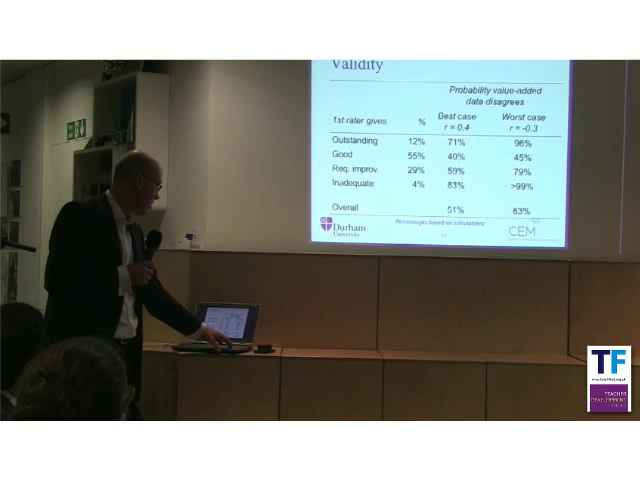 Validity
Probability value-added
data disagrees
1st rater gives % Best case Worst case
r = 0.4 r = -0.3
Outstanding 12% 71% 96%
Good 55% 40% 45%
Req. improv. 29% 59% 79%
Inadequate 4% 83% >99%
Overall 51% 63%
Percentages based on simulations
Durham
University
CEM
TF
TEACHER
DEVELOPMENT